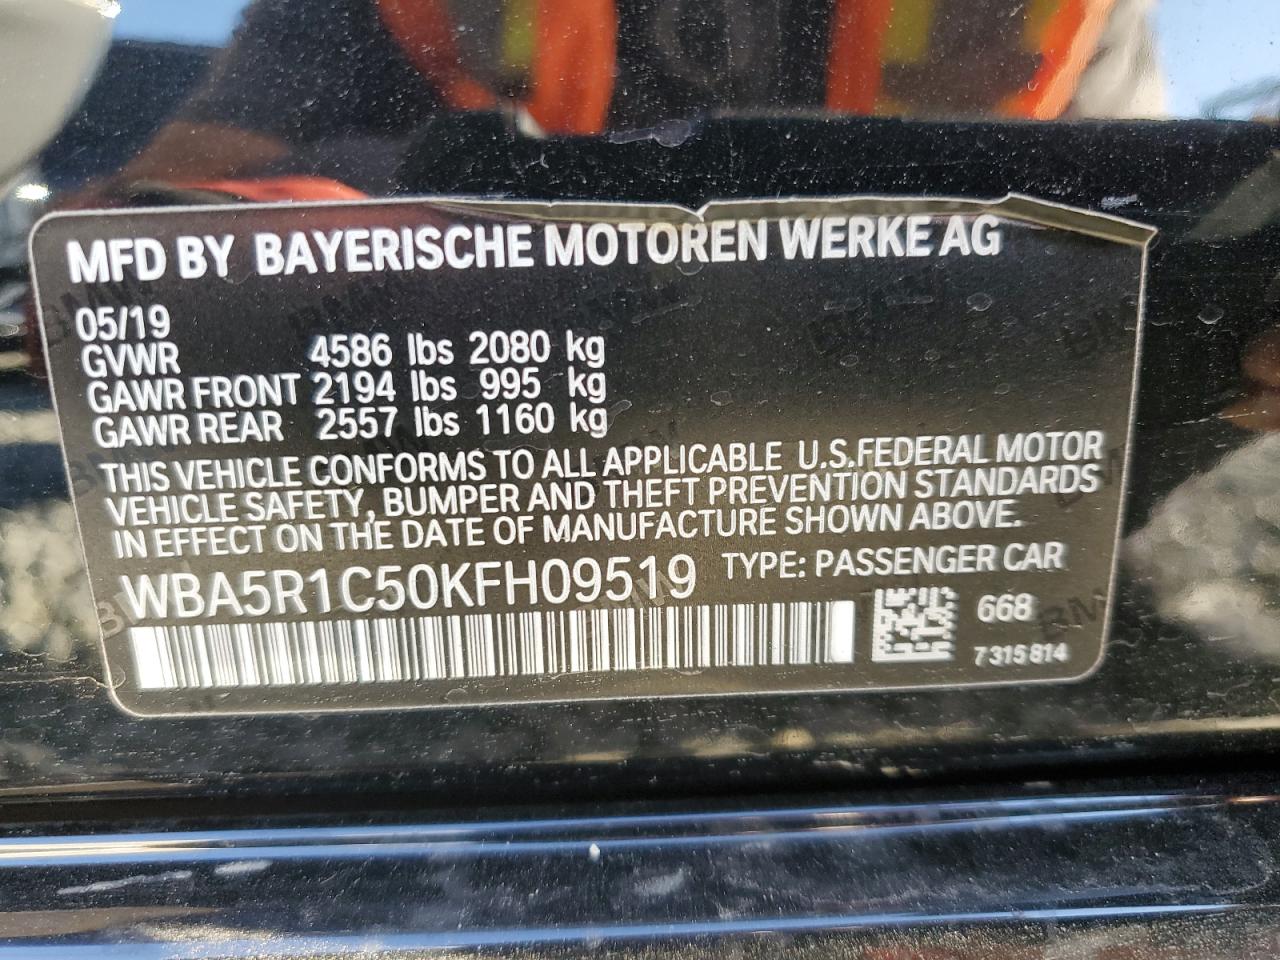 MFD BY BAYERISCHE MOTOREN WERKE AG
05/19
GVWR 4586 lbs 2080 kg
GAWR FRONT 2194 lbs 995 kg
GAWR REAR 2557 lbs 1160 kg
THIS VEHICLE CONFORMS TO ALL APPLICABLE U.S.FEDERAL MOTOR
VEHICLE SAFETY, BUMPER AND THEFT PREVENTION STANDARDS
IN EFFECT ON THE DATE OF MANUFACTURE SHOWN ABOVE.
WBA5R1C50KFH09519 TYPE: PASSENGER CAR
668
7 315 814